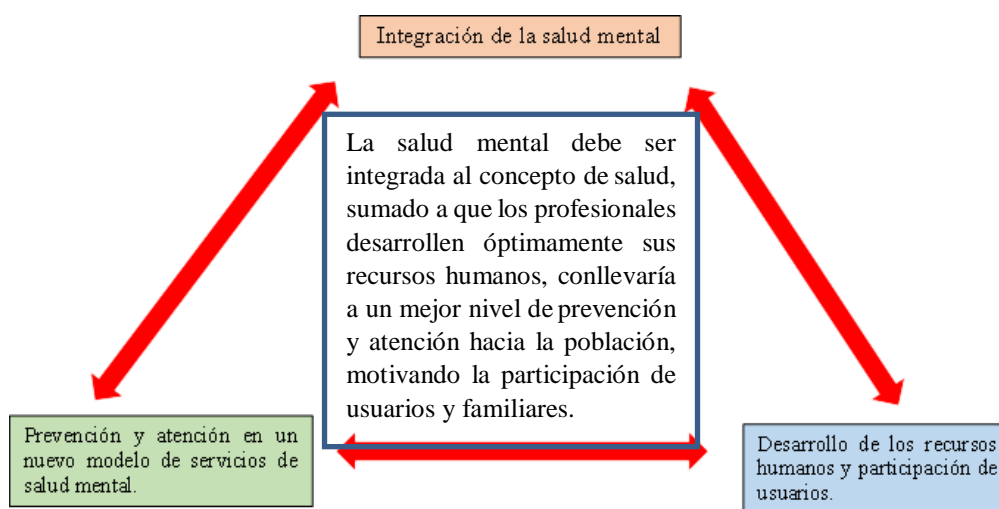 Integración de la salud mental
La salud mental debe ser
integrada al concepto de salud,
sumado a que los profesionales
desarrollen óptimamente sus
recursos humanos, conllevaría
a un mejor nivel de prevención
y atención hacia la población,
motivando la participación de
usuarios y familiares.
Prevención y atención en un
nuevo modelo de servicios de
salud mental.
Desarrollo de los recursos
humanos y participación de
usuarios.